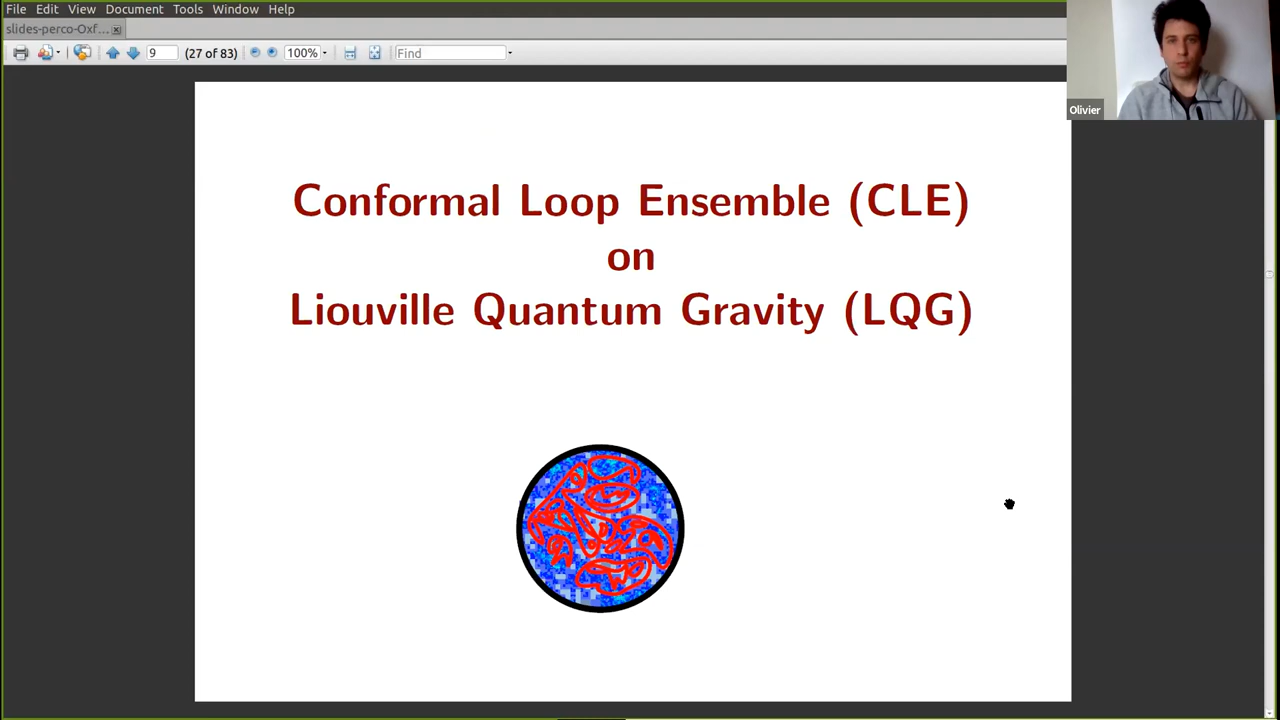 File Edit View Document Tools Window Help
slides-perco-Oxf...
9 (27 of 83) 100% Find
Olivier
Conformal Loop Ensemble (CLE)
on
Liouville Quantum Gravity (LQG)